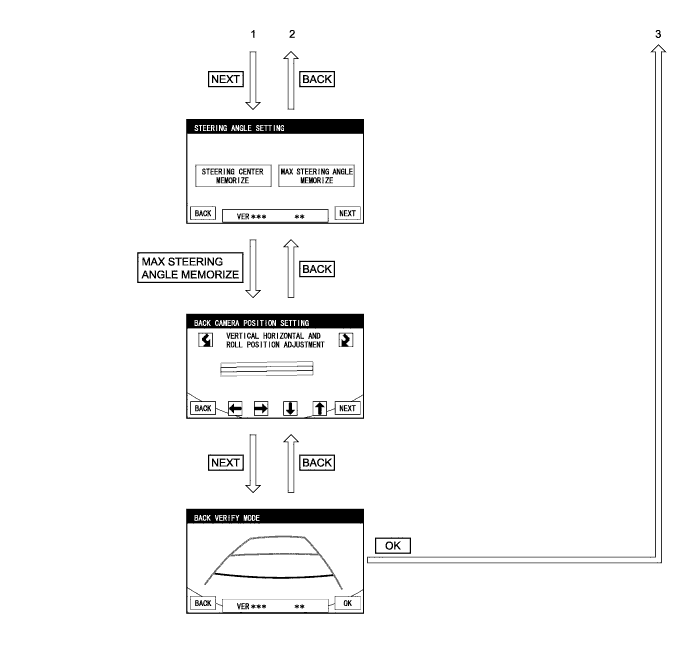 1 2 3
NEXT BACK
STEERING ANGLE SETTING
STEERING CENTER
MEMORIZE
MAX STEERING ANGLE
MEMORIZE
BACK VER*** ** NEXT
MAX STEERING
ANGLE MEMORIZE
BACK
BACK CAMERA POSITION SETTING
VERTICAL HORIZONTAL AND
ROLL POSITION ADJUSTMENT
BACK NEXT
NEXT BACK
BACK VERIFY MODE
OK
BACK VER*** ** OK